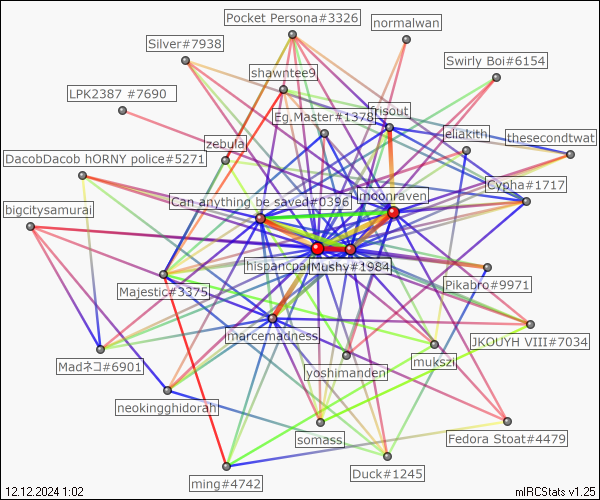 Pocket Persona#3326
normalwan
Silver#7938
Swirly Boi#6154
shawntee9
LPK2387 #7690
Eg.Master#1378
frisout
eliakith
thesecondtwat
zebula
DacobDacob hORNY police#5271
Cypha#1717
moonraven
Can anything be saved#0396
bigcitysamurai
hispancpa
Mushy#1984
Pikabro#9971
Majestic#3375
marcemadness
JKOUYH VIII#7034
Madネコ#6901
yoshimanden
mukszi
neokingghidorah
somass
Fedora Stoat#4479
Duck#1245
ming#4742
12.12.2024 1:02
mIRCStats v1.25